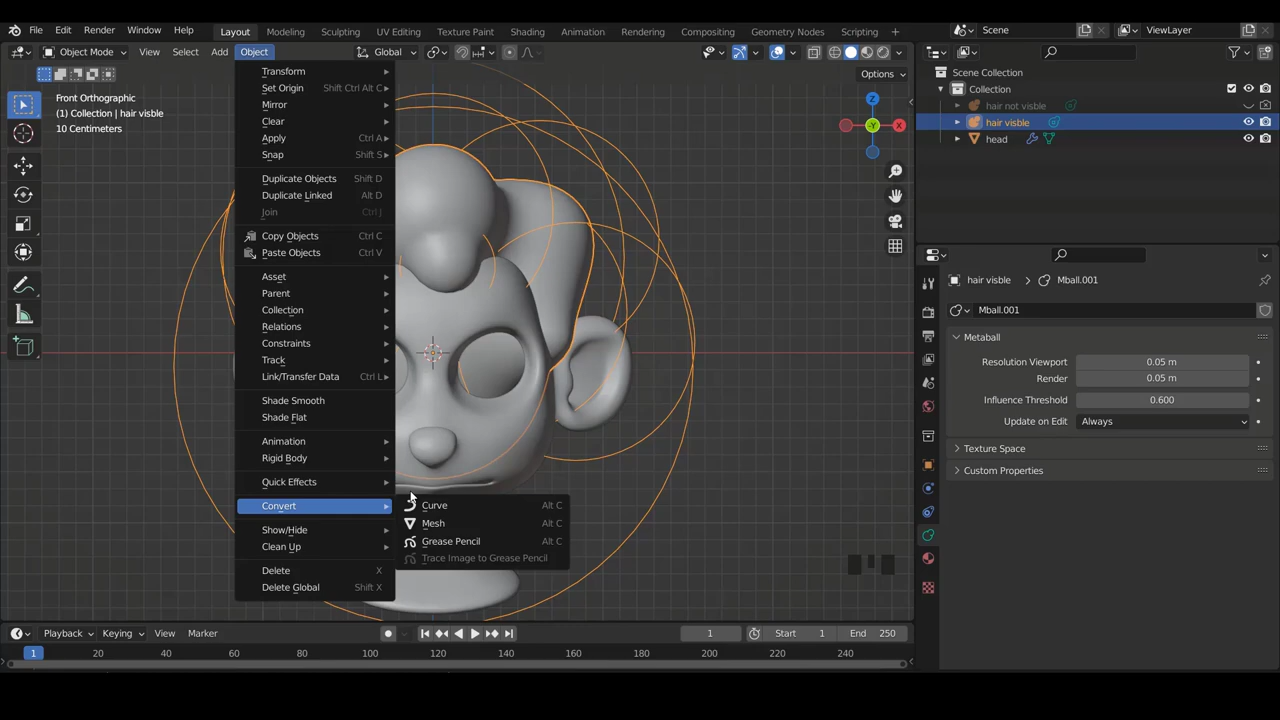 File Edit Render Window Help Layout Modeling Sculpting UV Editing Texture Paint Shading Animation Rendering Compositing Geometry Nodes Scripting Scene ViewLayer
Object Mode View Select Add Object Global
Options
Front Orthographic
(1) Collection | hair visble
10 Centimeters
Transform
Set Origin Shift Ctrl Alt C
Mirror
Clear
Apply Ctrl A
Snap Shift S
Duplicate Objects Shift D
Duplicate Linked Alt D
Join Ctrl J
Copy Objects Ctrl C
Paste Objects Ctrl V
Asset
Parent
Collection
Relations
Constraints
Track
Link/Transfer Data Ctrl L
Shade Smooth
Shade Flat
Animation
Rigid Body
Quick Effects
Convert
Show/Hide
Clean Up
Delete X
Delete Global Shift X
Curve Alt C
Mesh Alt C
Grease Pencil Alt C
Trace Image to Grease Pencil
Z
-Y
X
Scene Collection
Collection
hair not visble
hair visble
head
hair visble > Mball.001
Mball.001
Metaball
Resolution Viewport 0.05 m
Render 0.05 m
Influence Threshold 0.600
Update on Edit Always
Texture Space
Custom Properties
Playback Keying View Marker 1 Start 1 End 250
1 20 40 60 80 100 120 140 160 180 200 220 240